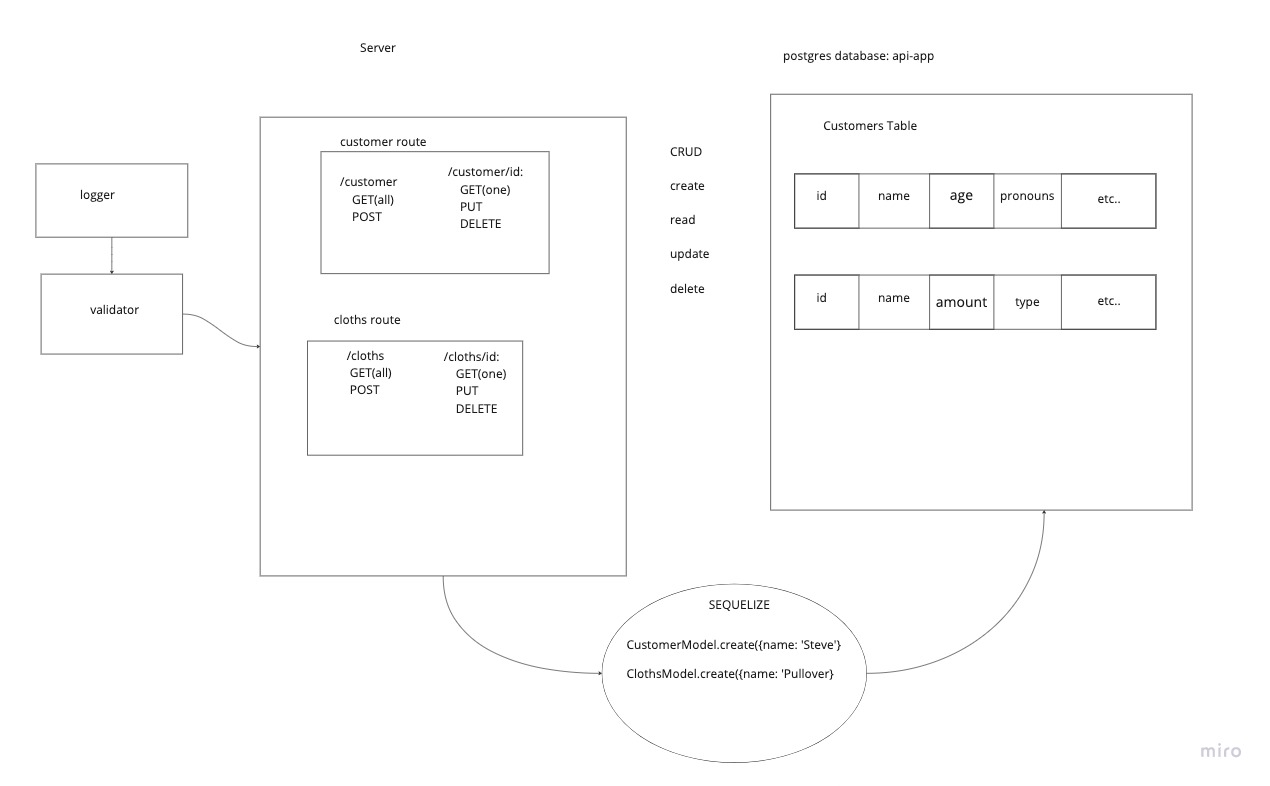 Server
postgres database: api-app
logger
validator
customer route
/customer
GET(all)
POST
/customer/id:
GET(one)
PUT
DELETE
cloths route
/cloths
GET(all)
POST
/cloths/id:
GET(one)
PUT
DELETE
CRUD
create
read
update
delete
Customers Table
id name age pronouns etc..
id name amount type etc..
SEQUELIZE
CustomerModel.create({name: 'Steve'}
ClothsModel.create({name: 'Pullover}
miro